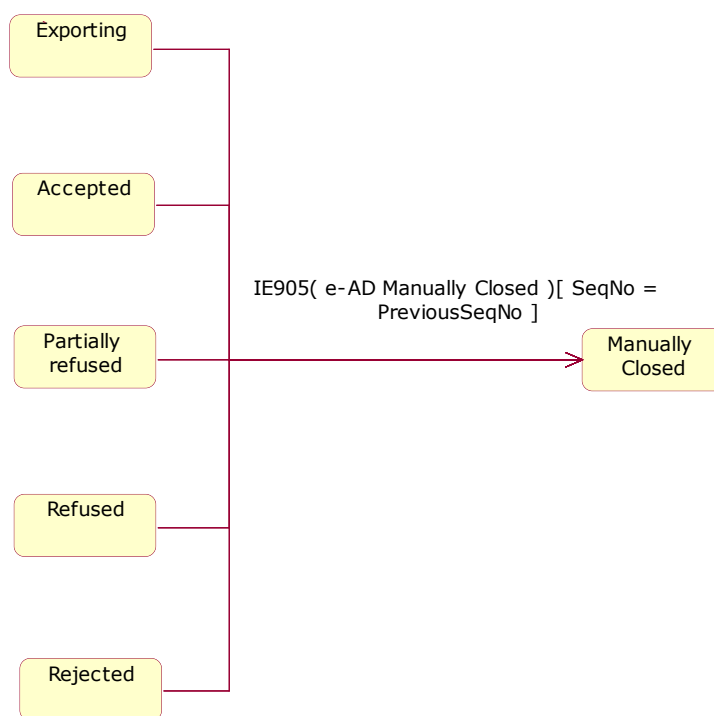 Exporting
Accepted
IE905( e-AD Manually Closed )[ SeqNo =
PreviousSeqNo ]
Partially
refused
Manually
Closed
Refused
Rejected